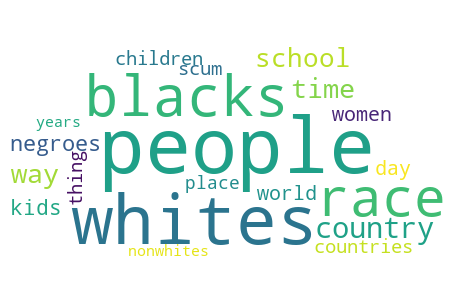 children
school
scum
blacks
time
years
women
negroes
people
thing
way
day
place
race
kids
world
whites
country
countries
nonwhites